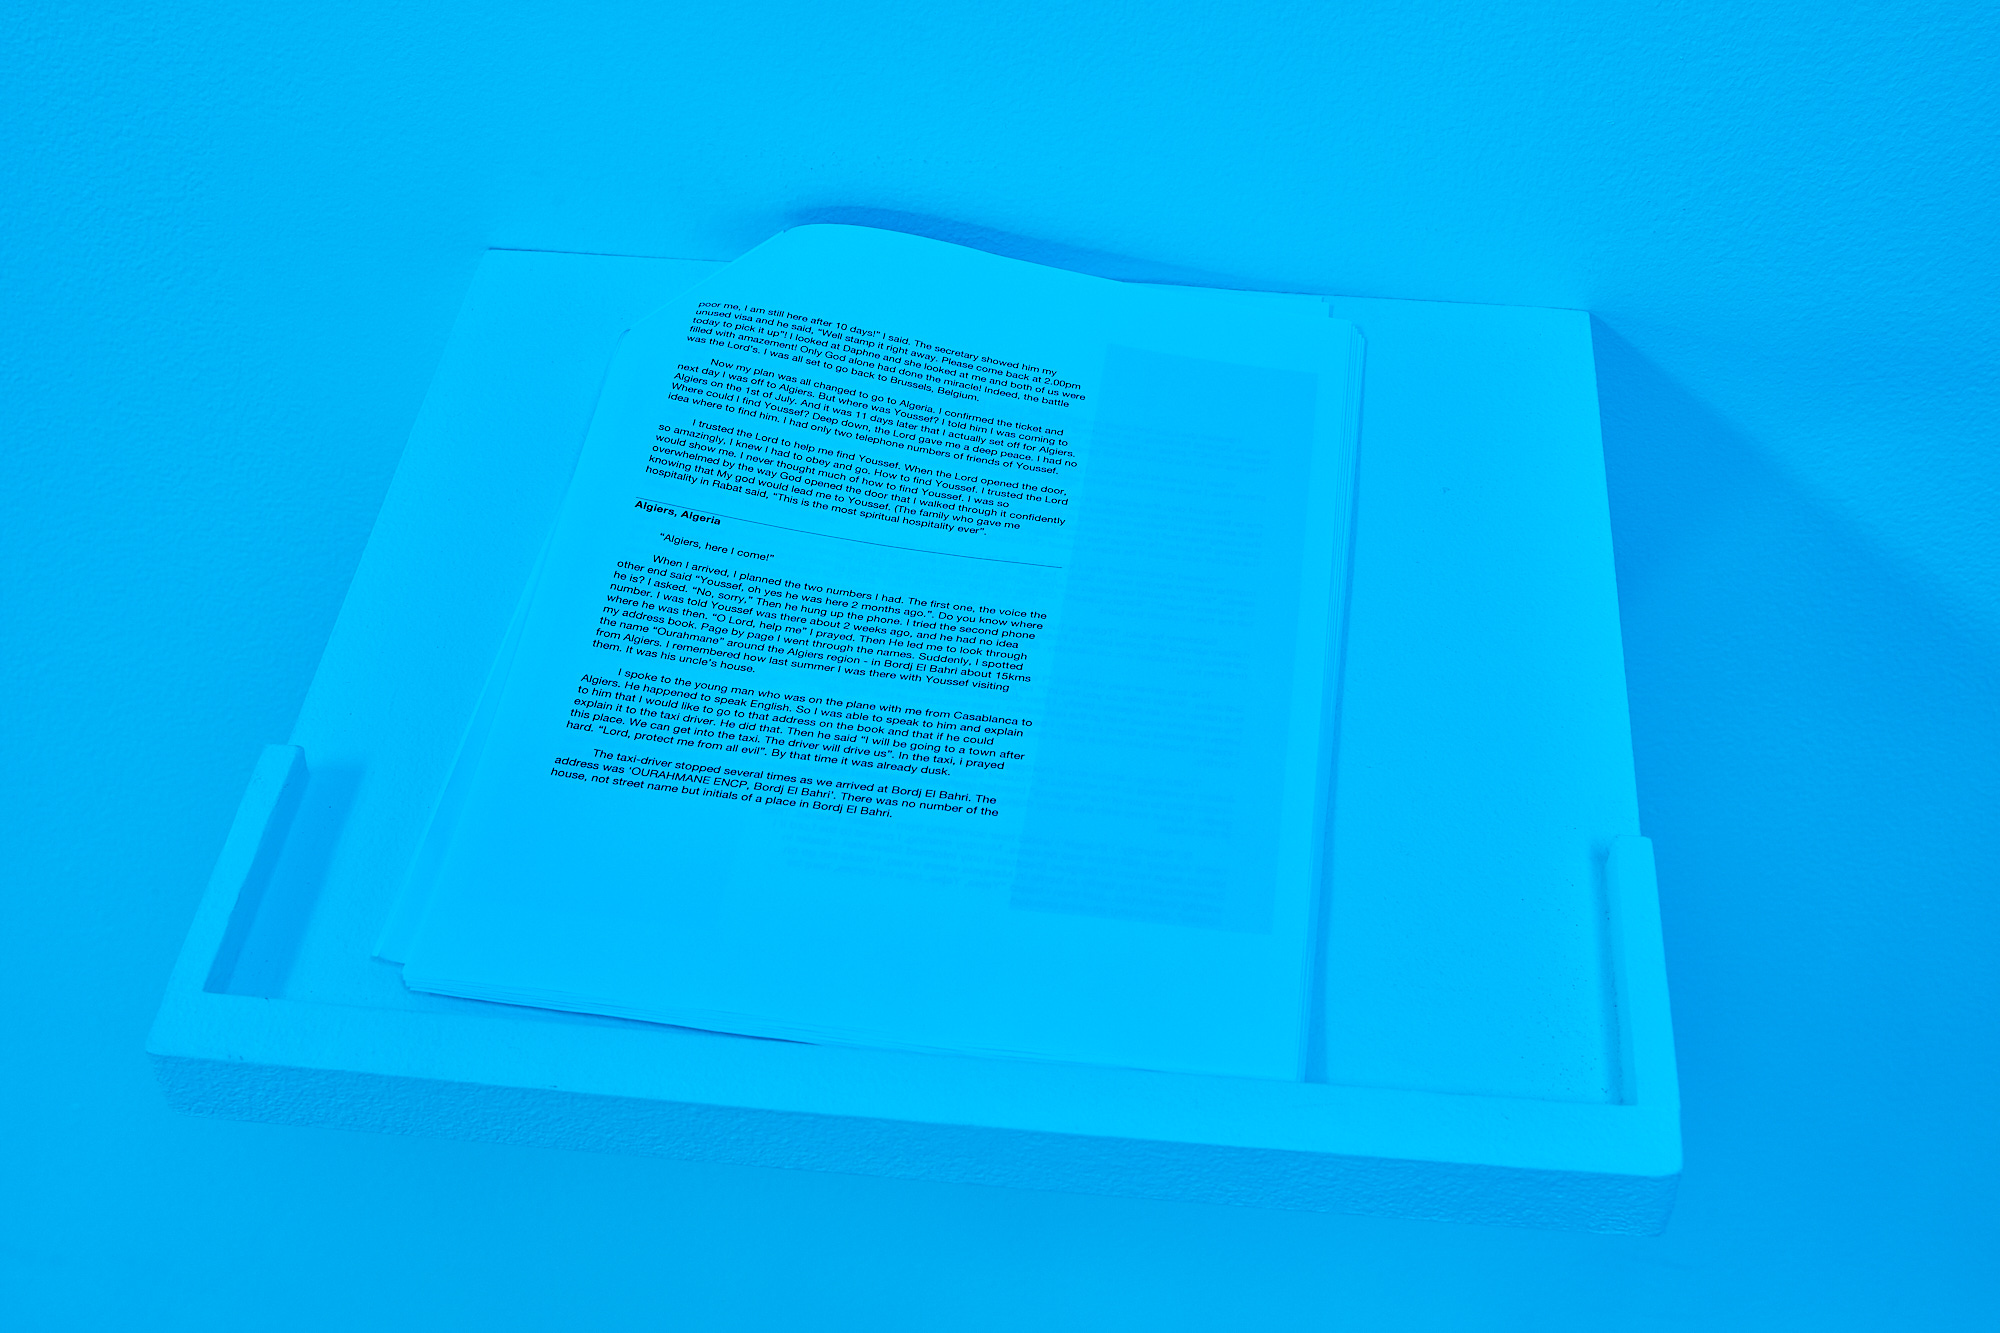 poor me, I am still here after 10 days!” I said. The secretary showed him my
unused visa and he said, “Well stamp it right away. Please come back at 2.00pm
today to pick it up”! I looked at Daphne and she looked at me and both of us were
filled with amazement! Only God alone had done the miracle! Indeed, the battle
was the Lord’s. I was all set to go back to Brussels, Belgium.
Now my plan was all changed to go to Algeria. I confirmed the ticket and
next day I was off to Algiers. But where was Youssef? I told him I was coming to
Algiers on the 1st of July. And it was 11 days later that I actually set off for Algiers.
Where could I find Youssef? Deep down, the Lord gave me a deep peace. I had no
idea where to find him. I had only two telephone numbers of friends of Youssef.
I trusted the Lord to help me find Youssef. When the Lord opened the door,
so amazingly, I knew I had to obey and go. How to find Youssef. I trusted the Lord
would show me. I never thought much of how to find Youssef. I was so
overwhelmed by the way God opened the door that I walked through it confidently
knowing that My god would lead me to Youssef. (The family who gave me
hospitality in Rabat said, “This is the most spiritual hospitality ever”.
Algiers, Algeria
“Algiers, here I come!”
When I arrived, i planned the two numbers I had. The first one, the voice the
other end said “Youssef, oh yes he was here 2 months ago.”. Do you know where
he is? I asked. “No, sorry,” Then he hung up the phone. I tried the second phone
number. I was told Youssef was there about 2 weeks ago, and he had no idea
where he was then. “O Lord, help me” I prayed. Then He led me to look through
my address book. Page by page I went through the names. Suddenly, i spotted
the name “Ourahmane” around the Algiers region - in Bordj El Bahri about 15kms
from Algiers. I remembered how last summer I was there with Youssef visiting
them. It was his uncle’s house.
I spoke to the young man who was on the plane with me from Casablanca to
Algiers. He happened to speak English. So I was able to speak to him and explain
to him that I would like to go to that address on the book and that if he could
explain it to the taxi driver. He did that. Then he said “I will be going to a town after
this place. We can get into the taxi. The driver will drive us”. In the taxi, i prayed
hard. “Lord, protect me from all evil”. By that time it was already dusk.
The taxi-driver stopped several times as we arrived at Bordj El Bahri. The
address was ‘OURAHMANE ENCP, Bordj El Bahri’. There was no number of the
house, not street name but initials of a place in Bordj El Bahri.